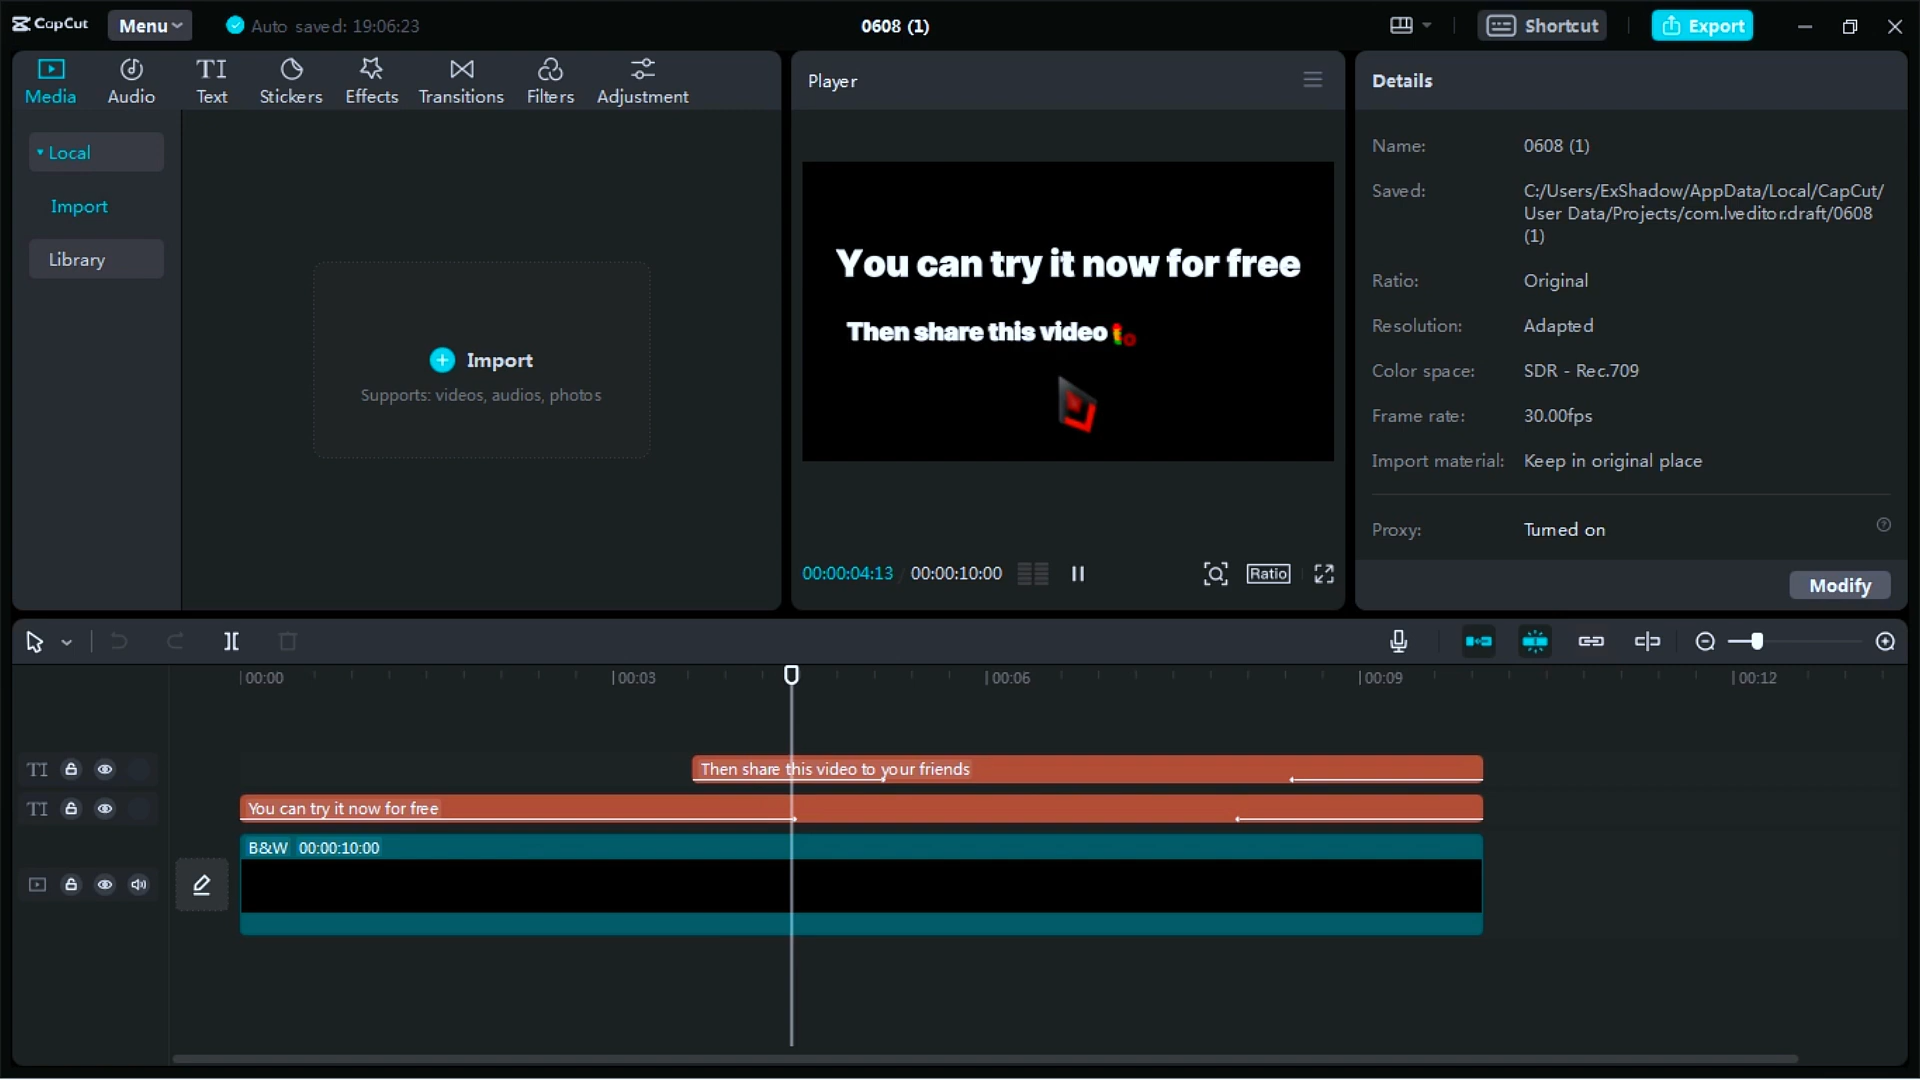 CapCut
Menu
Auto saved: 19:06:23
0608 (1)
Shortcut
Export
Media
Audio
TI
Text
Stickers
Effects
Transitions
Filters
Adjustment
Local
Import
Library
Import
Supports: videos, audios, photos
Player
You can try it now for free
Then share this video to
00:00:04:13 / 00:00:10:00
Ratio
Details
Name: 0608 (1)
Saved: C:/Users/ExShadow/AppData/Local/CapCut/
User Data/Projects/com.lveditor.draft/0608
(1)
Ratio: Original
Resolution: Adapted
Color space: SDR - Rec.709
Frame rate: 30.00fps
Import material: Keep in original place
Proxy: Turned on
Modify
00:00
00:03
00:06
00:09
00:12
TI
Then share this video to your friends
TI
You can try it now for free
B&W 00:00:10:00